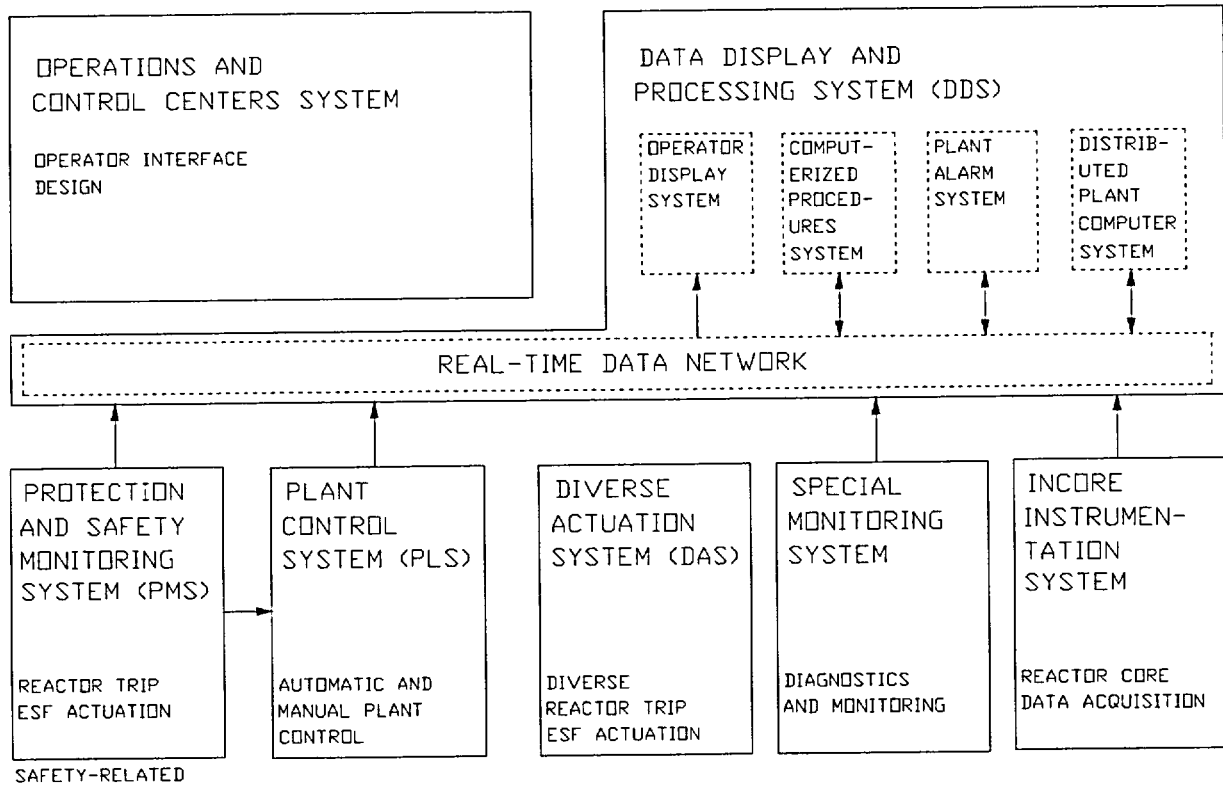 OPERATIONS AND
CONTROL CENTERS SYSTEM
OPERATOR INTERFACE
DESIGN
DATA DISPLAY AND
PROCESSING SYSTEM (DDS)
OPERATOR
DISPLAY
SYSTEM
COMPUT-
ERIZED
PROCED-
URES
SYSTEM
PLANT
ALARM
SYSTEM
DISTRIB-
UTED
PLANT
COMPUTER
SYSTEM
REAL-TIME DATA NETWORK
PROTECTION
AND SAFETY
MONITORING
SYSTEM (PMS)
REACTOR TRIP
ESF ACTUATION
SAFETY-RELATED
PLANT
CONTROL
SYSTEM (PLS)
AUTOMATIC AND
MANUAL PLANT
CONTROL
DIVERSE
ACTUATION
SYSTEM (DAS)
DIVERSE
REACTOR TRIP
ESF ACTUATION
SPECIAL
MONITORING
SYSTEM
DIAGNOSTICS
AND MONITORING
INCORE
INSTRUMEN-
TATION
SYSTEM
REACTOR CORE
DATA ACQUISITION